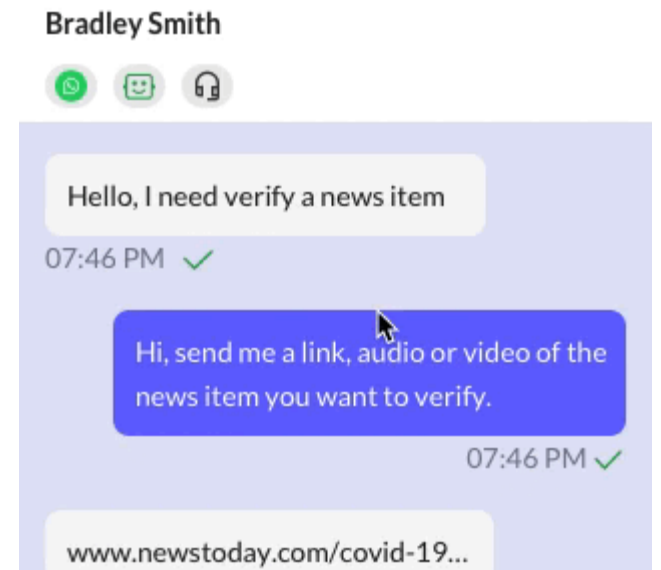 Bradley Smith
Hello, I need verify a news item
07:46 PM
Hi, send me a link, audio or video of the
news item you want to verify.
07:46 PM
www.newstoday.com/covid-19...